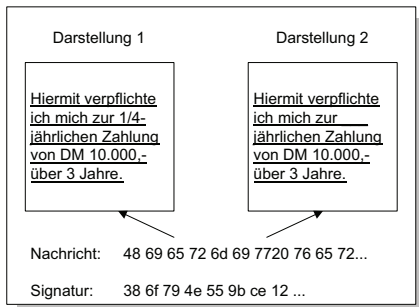 Darstellung 1
Hiermit verpflichte
ich mich zur 1/4-
jährlichen Zahlung
von DM 10.000,-
über 3 Jahre.
Darstellung 2
Hiermit verpflichte
ich mich zur ___
jährlichen Zahlung
von DM 10.000,-
über 3 Jahre.
Nachricht: 48 69 65 72 6d 69 7720 76 65 72...
Signatur: 38 6f 79 4e 55 9b ce 12 ...